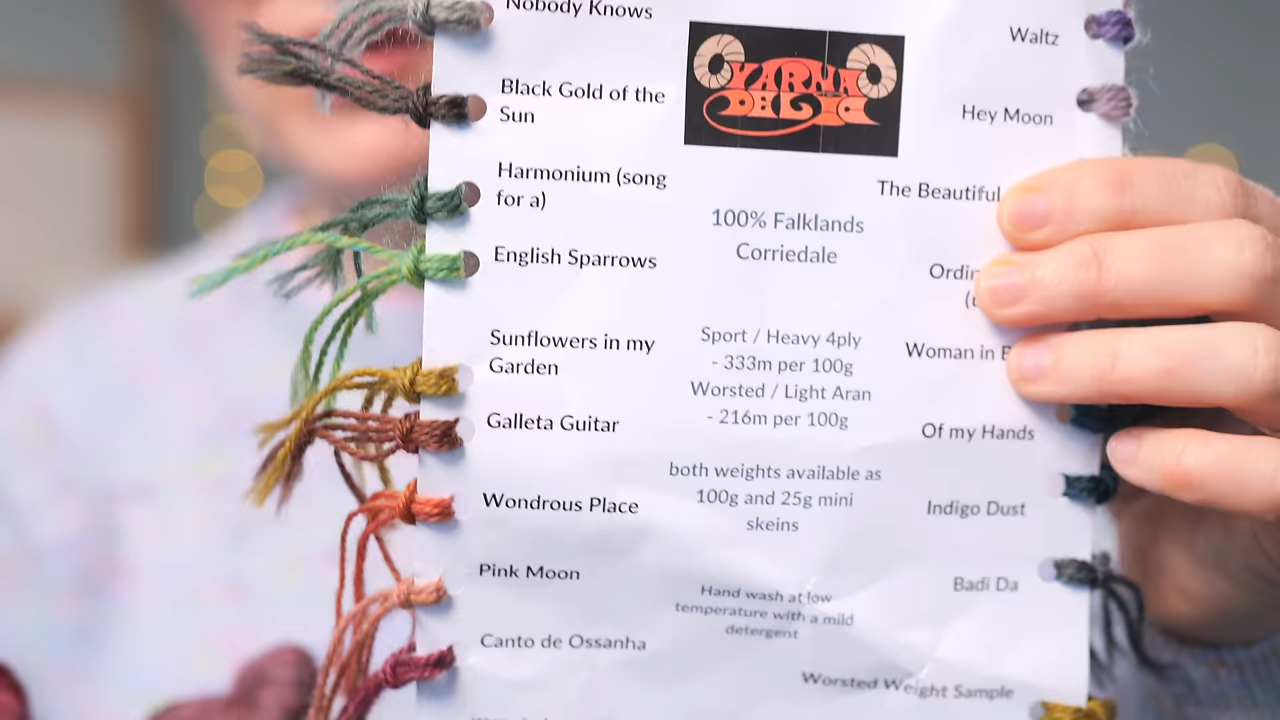 Nobody Knows
Black Gold of the
Sun
Harmonium (song
for a)
English Sparrows
Sunflowers in my
Garden
Galleta Guitar
Wondrous Place
Pink Moon
Canto de Ossanha
YARNA
DELIC
100% Falklands
Corriedale
Sport / Heavy 4ply
- 333m per 100g
Worsted / Light Aran
- 216m per 100g
both weights available as
100g and 25g mini
skeins
Hand wash at low
temperature with a mild
detergent
Worsted Weight Sample
Waltz
Hey Moon
The Beautiful
Woman in
Of my Hands
Indigo Dust
Badi Da